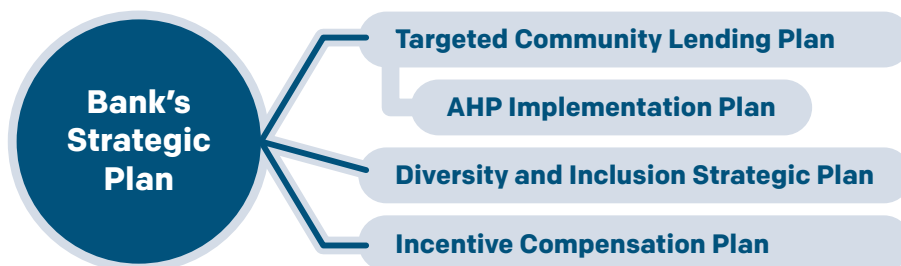 Bank’s
Strategic
Plan
Targeted Community Lending Plan
AHP Implementation Plan
Diversity and Inclusion Strategic Plan
Incentive Compensation Plan